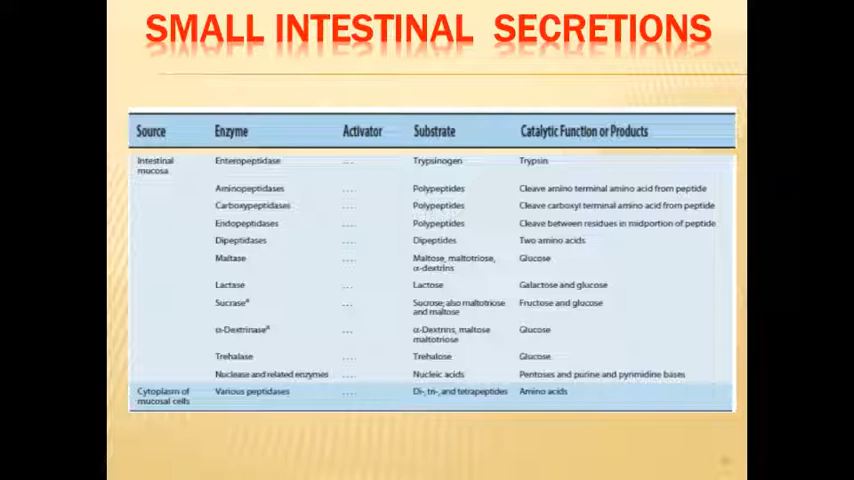 SMALL INTESTINAL SECRETIONS
Source Enzyme Activator Substrate Catalytic Function or Products
Intestinal mucosa Enteropeptidase .... Trypsinogen Trypsin
Aminopeptidases .... Polypeptides Cleave amino terminal amino acid from peptide
Carboxypeptidases .... Polypeptides Cleave carboxyl terminal amino acid from peptide
Endopeptidases .... Polypeptides Cleave between residues in midportion of peptide
Dipeptidases .... Dipeptides Two amino acids
Maltase .... Maltose, maltotriose, α-dextrins Glucose
Lactase .... Lactose Galactose and glucose
Sucraseª ... Sucrose; also maltotriose and maltose Fructose and glucose
α-Dextrinaseª ... α-Dextrins, maltose maltotriose Glucose
Trehalase .... Trehalose Glucose
Nuclease and related enzymes .... Nucleic acids Pentoses and purine and pyrimidine bases
Cytoplasm of mucosal cells Various peptidases .... Di-, tri-, and tetrapeptides Amino acids